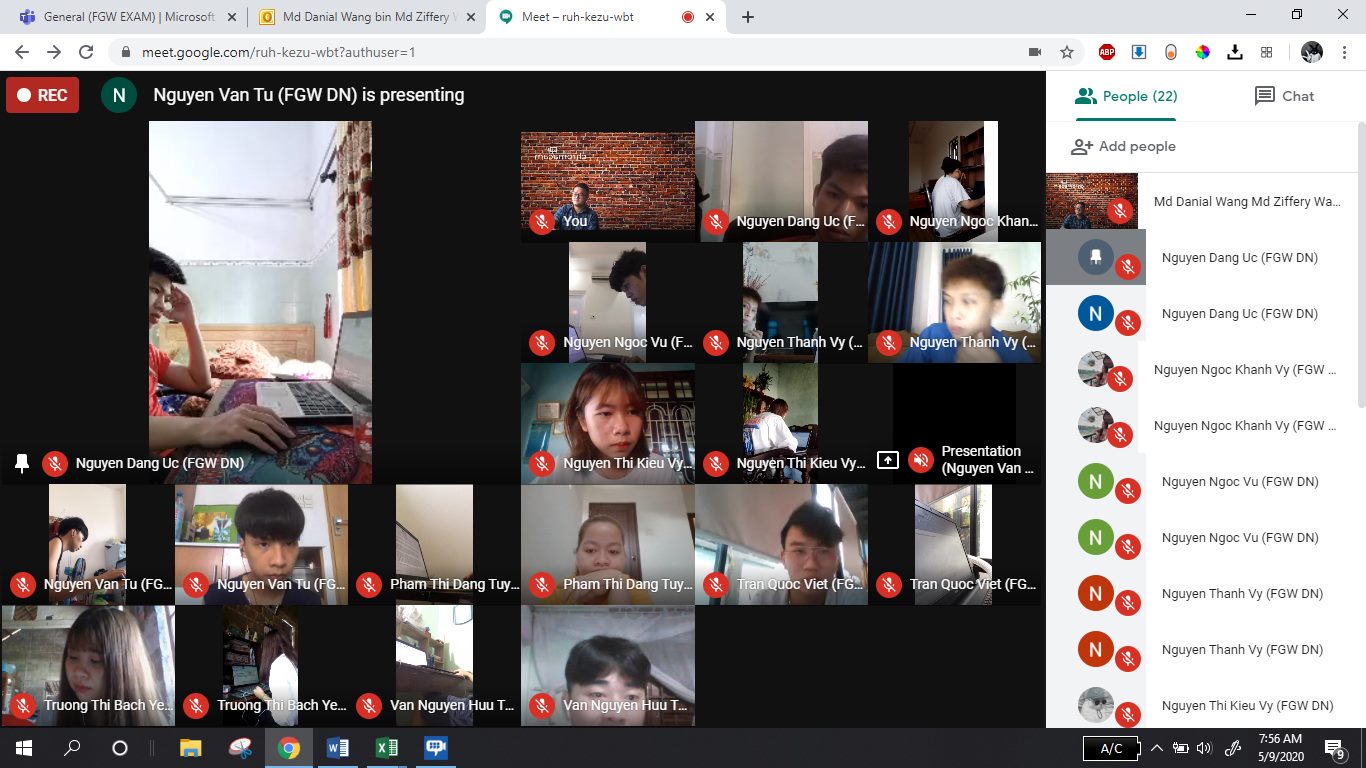 General (FGW EXAM) | Microsoft
Md Danial Wang bin Md Ziffery W
Meet – ruh-kezu-wbt
meet.google.com/ruh-kezu-wbt?authuser=1
ABP
REC
N
Nguyen Van Tu (FGW DN) is presenting
People (22)
Chat
Add people
You
Nguyen Dang Uc (F...
Nguyen Ngoc Khan...
Nguyen Ngoc Vu (F...
Nguyen Thanh Vy (...
Nguyen Thanh Vy (...
Nguyen Dang Uc (FGW DN)
Nguyen Thi Kieu Vy...
Nguyen Thi Kieu Vy...
Presentation
(Nguyen Van ...
Nguyen Van Tu (FG...
Nguyen Van Tu (FG...
Pham Thi Dang Tuy...
Pham Thi Dang Tuy...
Tran Quoc Viet (FG...
Tran Quoc Viet (FG...
Truong Thi Bach Ye...
Truong Thi Bach Ye...
Van Nguyen Huu T...
Van Nguyen Huu T...
Md Danial Wang Md Ziffery Wa...
Nguyen Dang Uc (FGW DN)
N
Nguyen Dang Uc (FGW DN)
Nguyen Ngoc Khanh Vy (FGW ...
Nguyen Ngoc Khanh Vy (FGW ...
N
Nguyen Ngoc Vu (FGW DN)
N
Nguyen Ngoc Vu (FGW DN)
N
Nguyen Thanh Vy (FGW DN)
N
Nguyen Thanh Vy (FGW DN)
Nguyen Thi Kieu Vy (FGW DN)
A/C
7:56 AM
5/9/2020
9